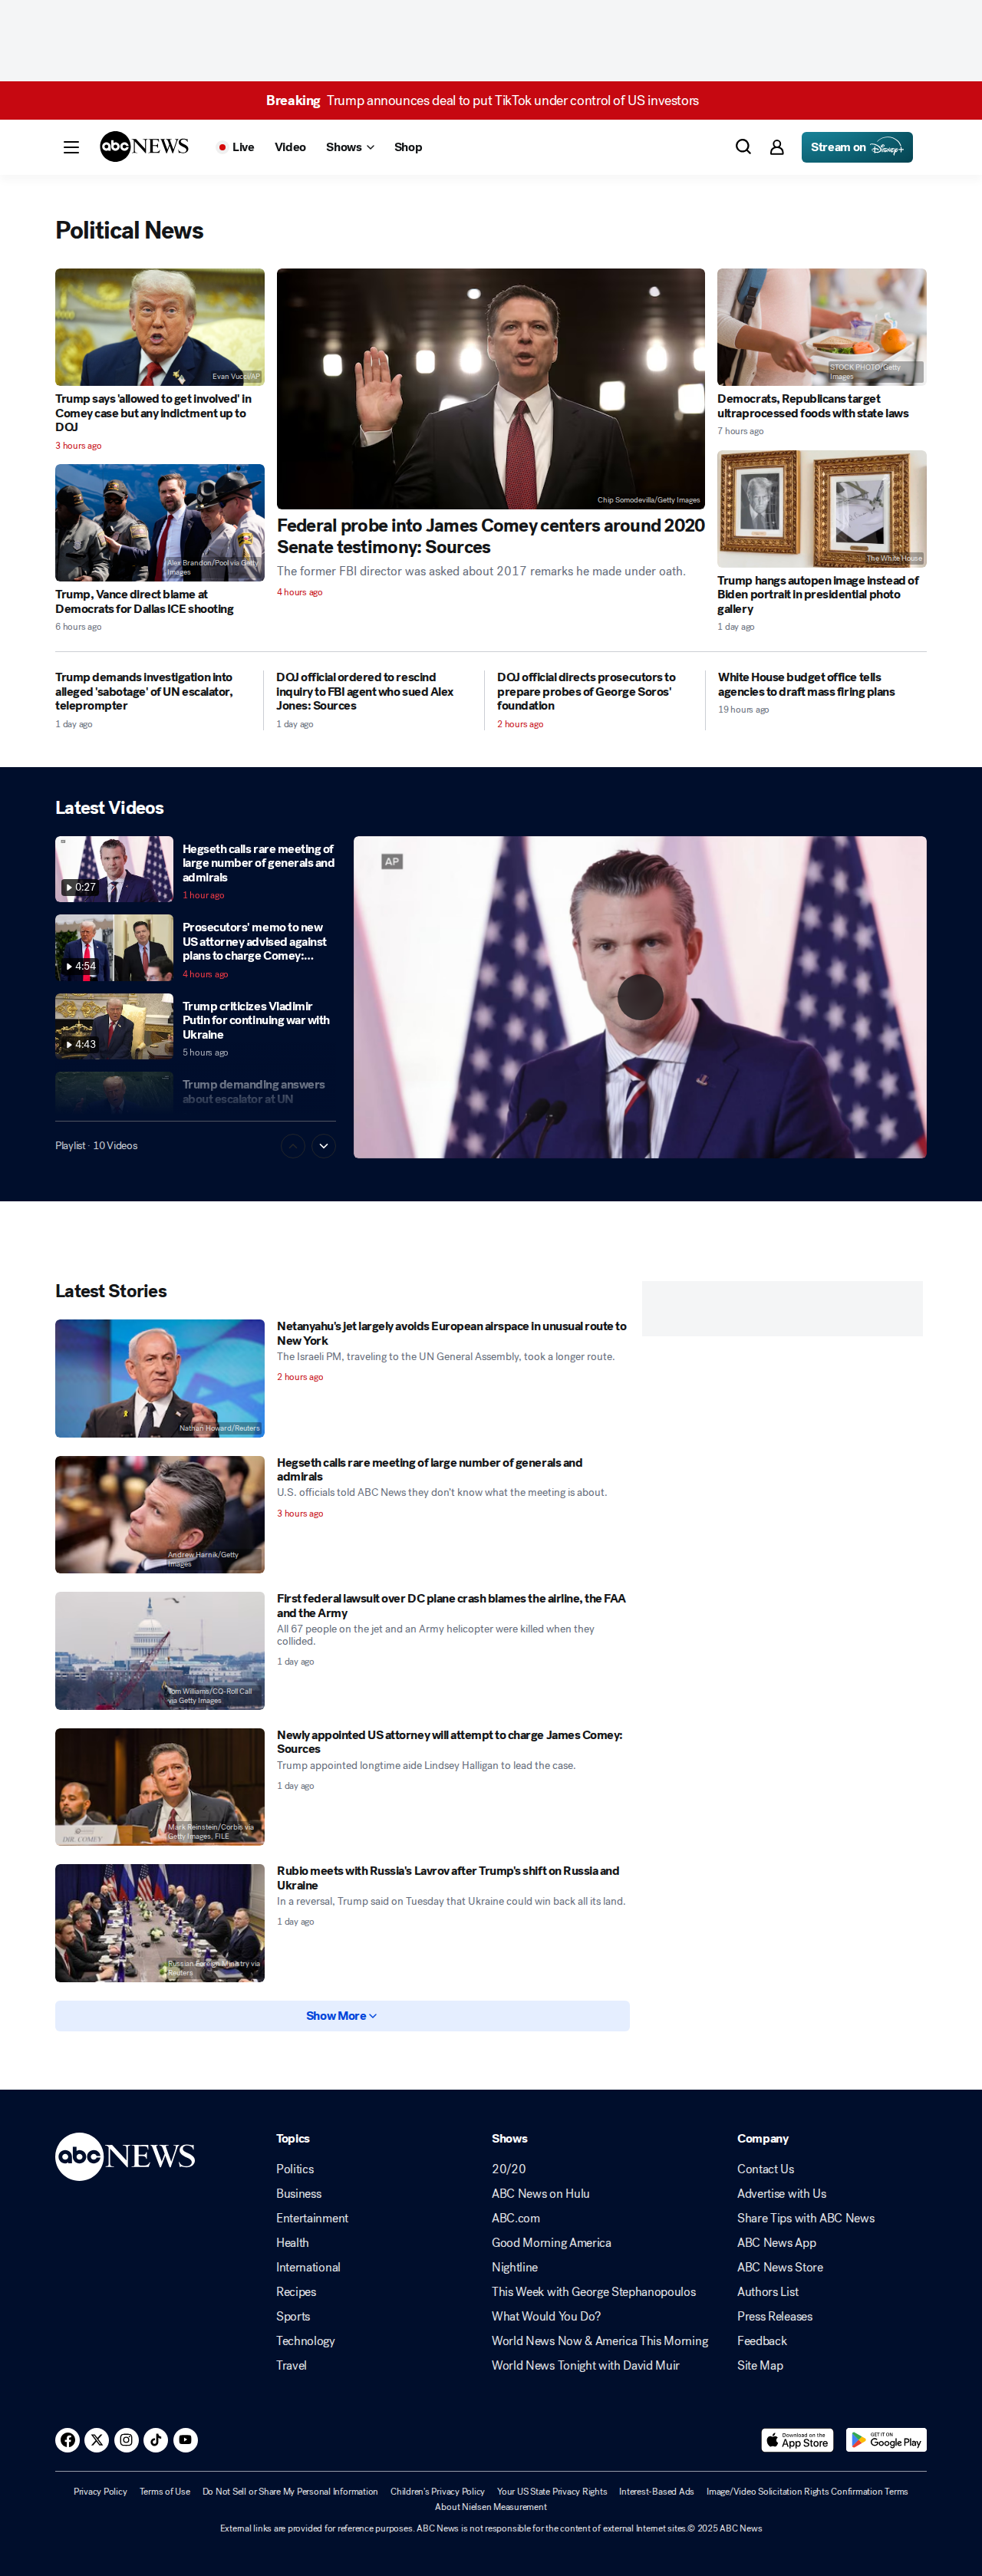 Breaking Trump announces deal to put TikTok under control of US investors
abc NEWS
Live
Video
Shows
Shop
Stream on Disney+
Political News
Evan Vucci/AP
Trump says 'allowed to get involved' in
Comey case but any indictment up to
DOJ
3 hours ago
Alex Brandon/Pool via Getty
Images
Trump, Vance direct blame at
Democrats for Dallas ICE shooting
6 hours ago
Chip Somodevilla/Getty Images
Federal probe into James Comey centers around 2020
Senate testimony: Sources
The former FBI director was asked about 2017 remarks he made under oath.
4 hours ago
STOCK PHOTO/Getty
Images
Democrats, Republicans target
ultraprocessed foods with state laws
7 hours ago
The White House
Trump hangs autopen image instead of
Biden portrait in presidential photo
gallery
1 day ago
Trump demands investigation into
alleged 'sabotage' of UN escalator,
teleprompter
1 day ago
DOJ official ordered to rescind
inquiry to FBI agent who sued Alex
Jones: Sources
1 day ago
DOJ official directs prosecutors to
prepare probes of George Soros'
foundation
2 hours ago
White House budget office tells
agencies to draft mass firing plans
19 hours ago
Latest Videos
0:27
Hegseth calls rare meeting of
large number of generals and
admirals
1 hour ago
4:54
Prosecutors' memo to new
US attorney advised against
plans to charge Comey:...
4 hours ago
4:43
Trump criticizes Vladimir
Putin for continuing war with
Ukraine
5 hours ago
Trump demanding answers
about escalator at UN
Playlist · 10 Videos
AP
Latest Stories
Nathan Howard/Reuters
Netanyahu's jet largely avoids European airspace in unusual route to
New York
The Israeli PM, traveling to the UN General Assembly, took a longer route.
2 hours ago
Andrew Harnik/Getty
Images
Hegseth calls rare meeting of large number of generals and
admirals
U.S. officials told ABC News they don't know what the meeting is about.
3 hours ago
Tom Williams/CQ-Roll Call
via Getty Images
First federal lawsuit over DC plane crash blames the airline, the FAA
and the Army
All 67 people on the jet and an Army helicopter were killed when they
collided.
1 day ago
DIR. COMEY
Mark Reinstein/Corbis via
Getty Images, FILE
Newly appointed US attorney will attempt to charge James Comey:
Sources
Trump appointed longtime aide Lindsey Halligan to lead the case.
1 day ago
Russian Foreign Ministry via
Reuters
Rubio meets with Russia's Lavrov after Trump's shift on Russia and
Ukraine
In a reversal, Trump said on Tuesday that Ukraine could win back all its land.
1 day ago
Show More
abc NEWS
Topics
Politics
Business
Entertainment
Health
International
Recipes
Sports
Technology
Travel
Shows
20/20
ABC News on Hulu
ABC.com
Good Morning America
Nightline
This Week with George Stephanopoulos
What Would You Do?
World News Now & America This Morning
World News Tonight with David Muir
Company
Contact Us
Advertise with Us
Share Tips with ABC News
ABC News App
ABC News Store
Authors List
Press Releases
Feedback
Site Map
Download on the
App Store
GET IT ON
Google Play
Privacy Policy Terms of Use Do Not Sell or Share My Personal Information Children's Privacy Policy Your US State Privacy Rights Interest-Based Ads Image/Video Solicitation Rights Confirmation Terms
About Nielsen Measurement
External links are provided for reference purposes. ABC News is not responsible for the content of external Internet sites.© 2025 ABC News